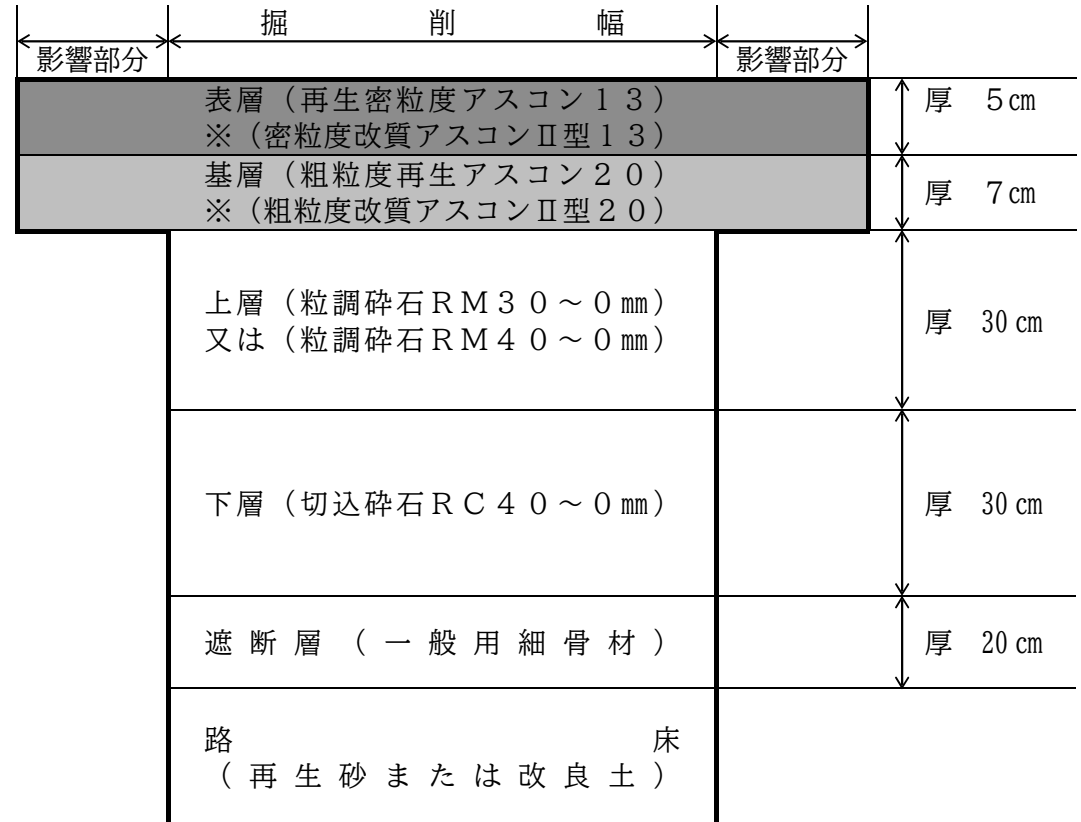 掘削幅
影響部分
影響部分
表層（再生密粒度アスコン１３）
※（密粒度改質アスコンⅡ型１３）
厚　５㎝
基層（粗粒度再生アスコン２０）
※（粗粒度改質アスコンⅡ型２０）
厚　７㎝
上層（粒調砕石ＲＭ３０～０㎜）
又は（粒調砕石ＲＭ４０～０㎜）
厚　30㎝
下層（切込砕石ＲＣ４０～０㎜）
厚　30㎝
遮断層（一般用細骨材）
厚　20㎝
路床
（再生砂または改良土）